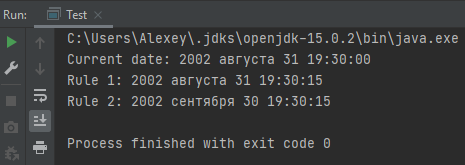 Run: Test ×
C:\Users\Alexey\.jdks\openjdk-15.0.2\bin\java.exe
Current date: 2002 августа 31 19:30:00
Rule 1: 2002 августа 31 19:30:15
Rule 2: 2002 сентября 30 19:30:15
Process finished with exit code 0